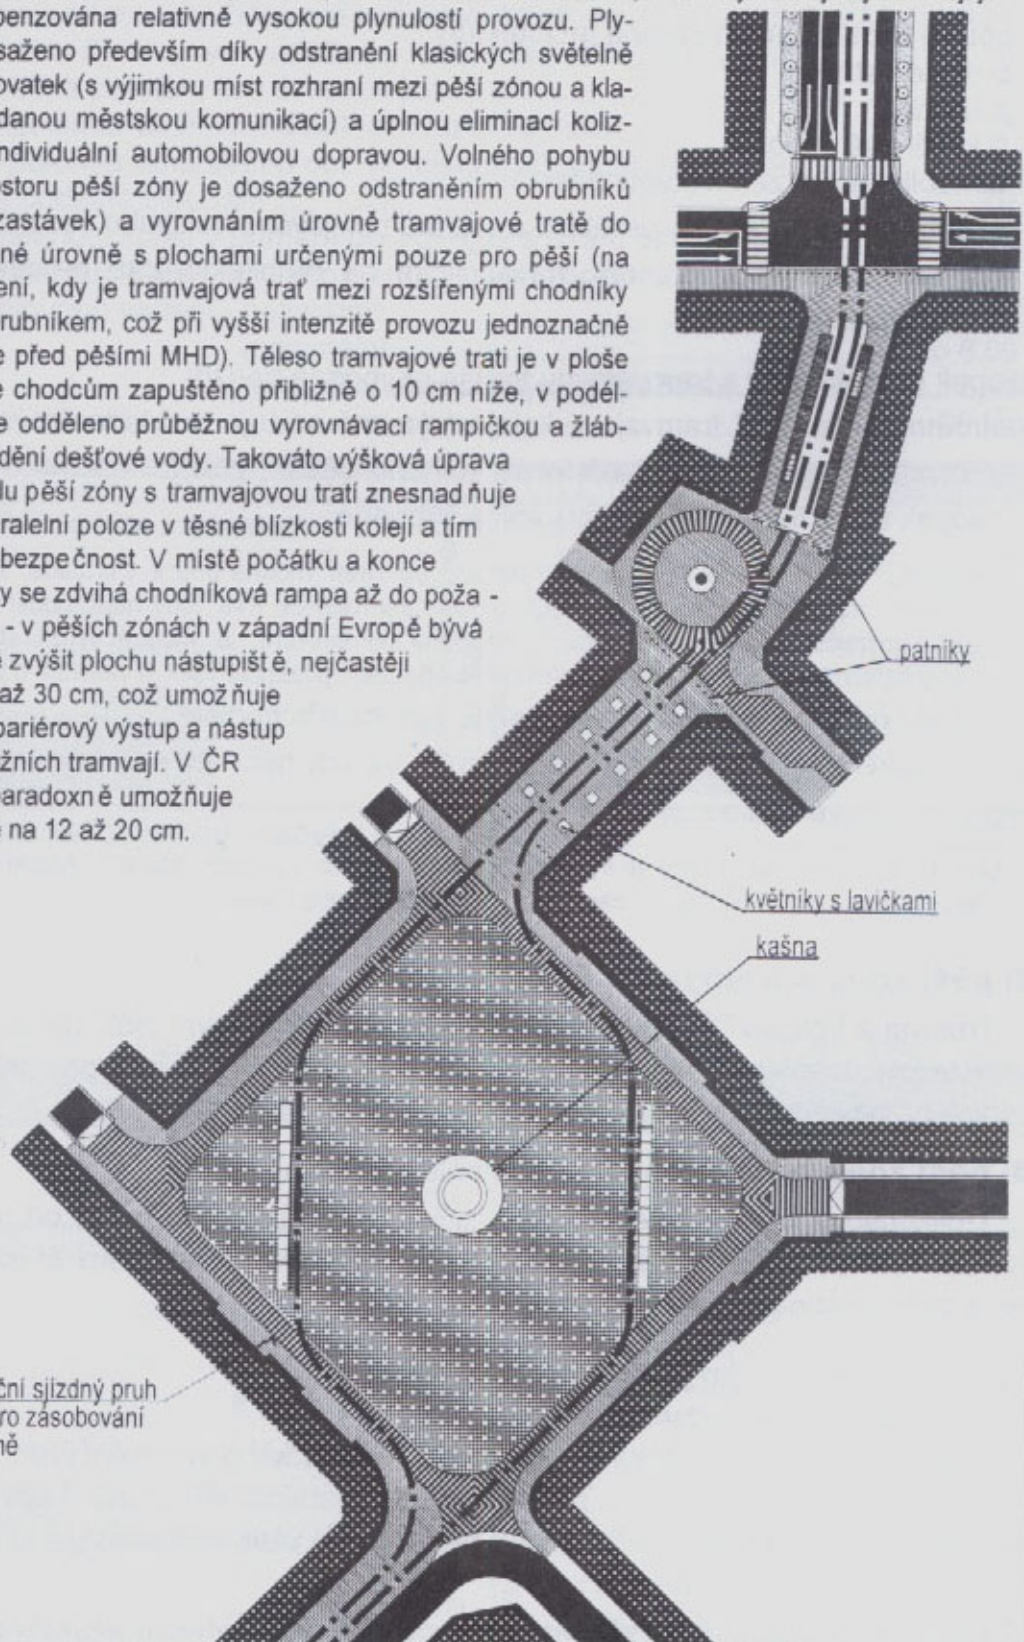 penzována relativně vysokou plynulostí provozu. Ply-
saženo především díky odstranění klasických světelně
ovatek (s výjimkou míst rozhraní mezi pěší zónou a kla-
danou městskou komunikací) a úplnou eliminací koliz-
ndividuální automobilovou dopravou. Volného pohybu
ostoru pěší zóny je dosaženo odstraněním obrubníků
zastávek) a vyrovnáním úrovně tramvajové tratě do
né úrovně s plochami určenými pouze pro pěší (na
ení, kdy je tramvajová trať mezi rozšířenými chodníky
rubníkem, což při vyšší intenzitě provozu jednoznačně
e před pěšími MHD). Těleso tramvajové trati je v ploše
e chodcům zapuštěno přibližně o 10 cm níže, v podél-
e odděleno průběžnou vyrovnávací rampičkou a žláb-
dění dešťové vody. Takováto výšková úprava
lu pěší zóny s tramvajovou tratí znesnadňuje
ralelní poloze v těsné blízkosti kolejí a tím
bezpečnost. V místě počátku a konce
y se zdvihá chodníková rampa až do poža -
- v pěších zónách v západní Evropě bývá
ě zvýšit plochu nástupiště, nejčastěji
až 30 cm, což umožňuje
bariérový výstup a nástup
žních tramvají. V ČR
paradoxně umožňuje
e na 12 až 20 cm.
patníky
květníky s lavičkami
kašna
ční sjízdný pruh
ro zásobování
ně